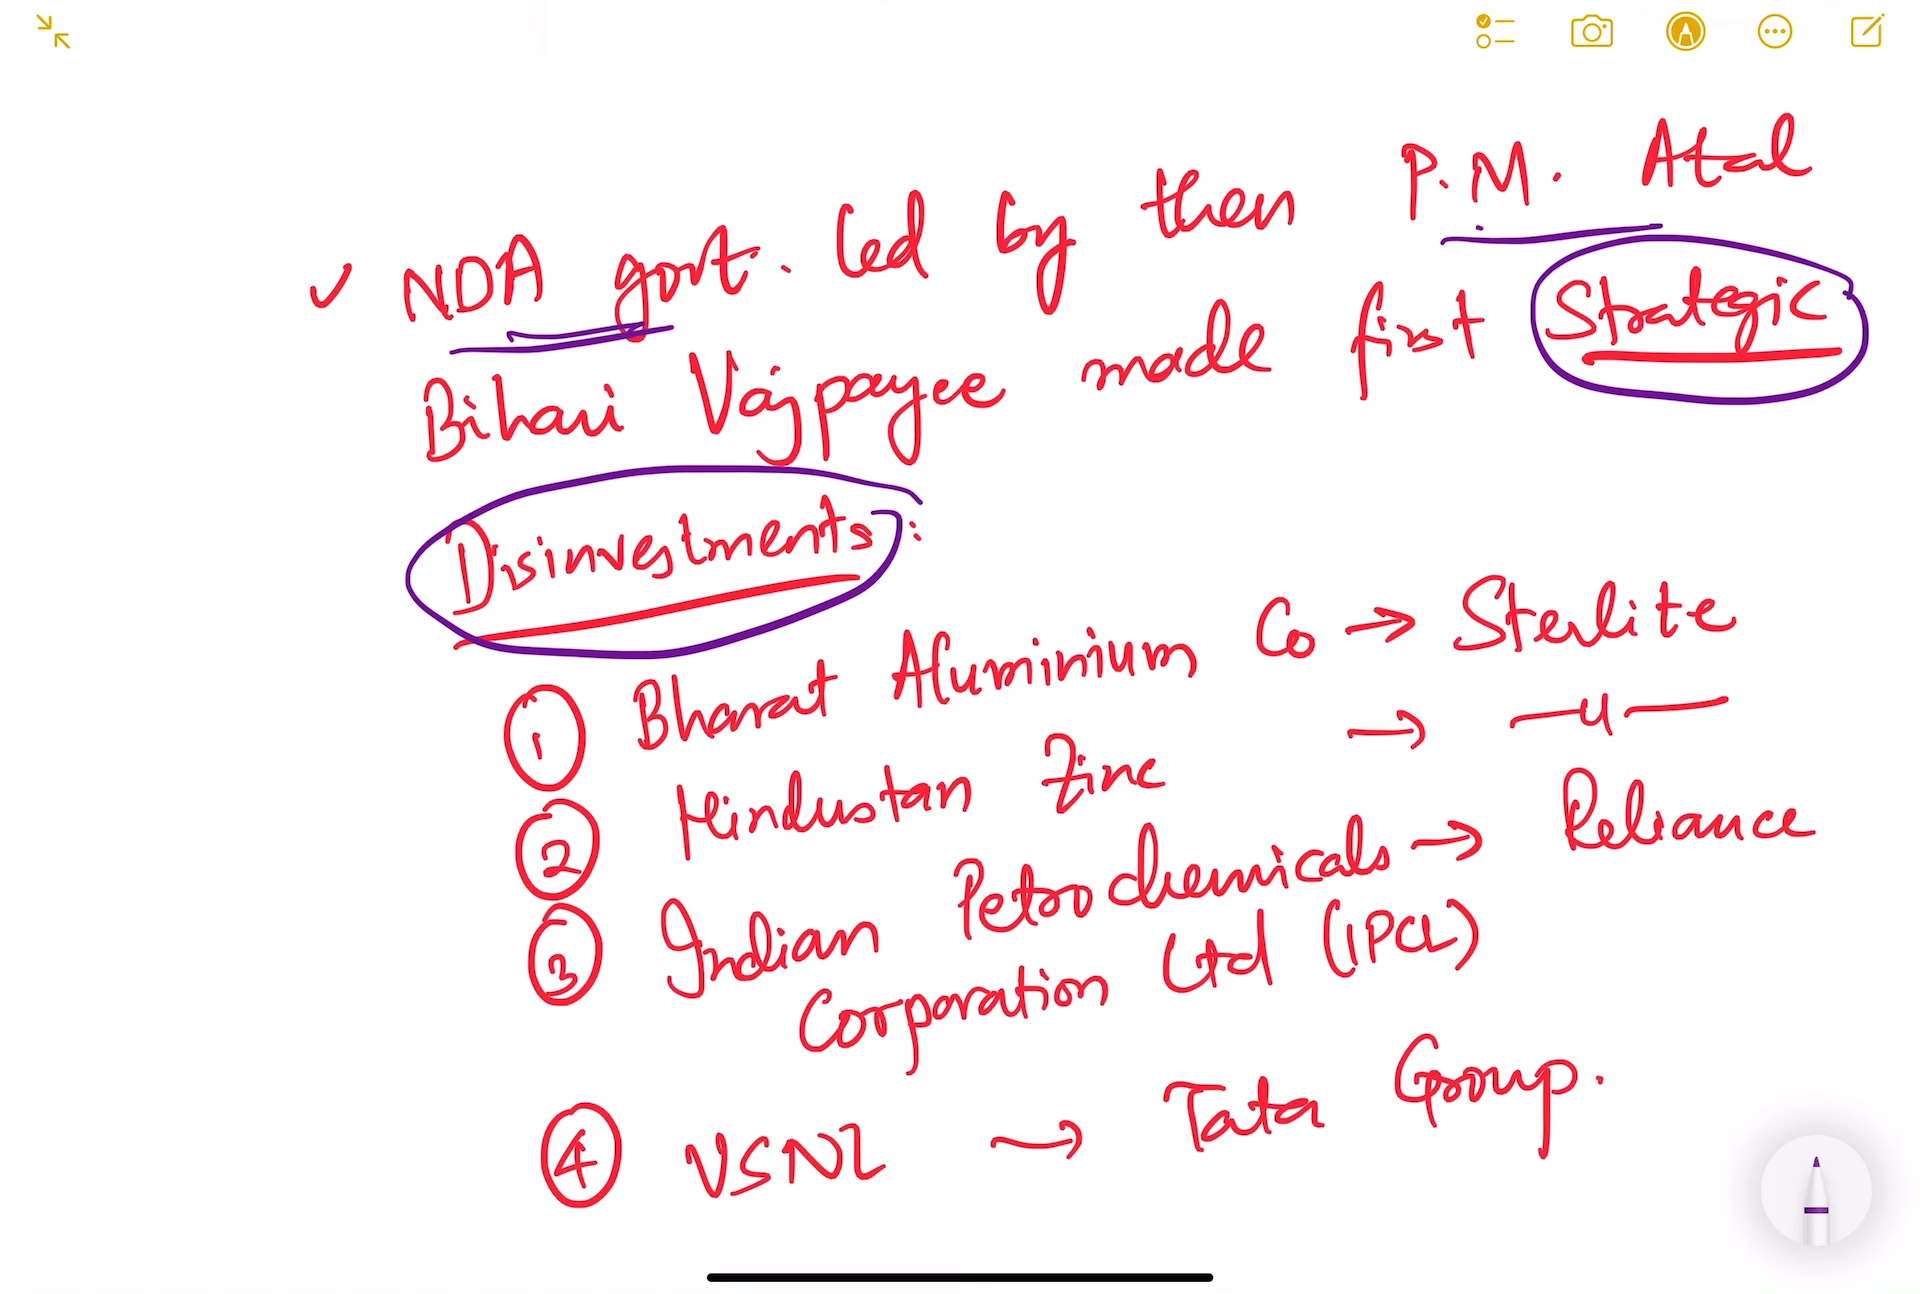 ✓ NDA govt. led by then P.M. Atal
Bihari Vajpayee made first Strategic
Disinvestments:
① Bharat Aluminium Co → Sterlite
② Hindustan Zinc → —〃—
③ Indian Petrochemicals → Reliance
Corporation Ltd (IPCL)
④ VSNL → Tata Group.